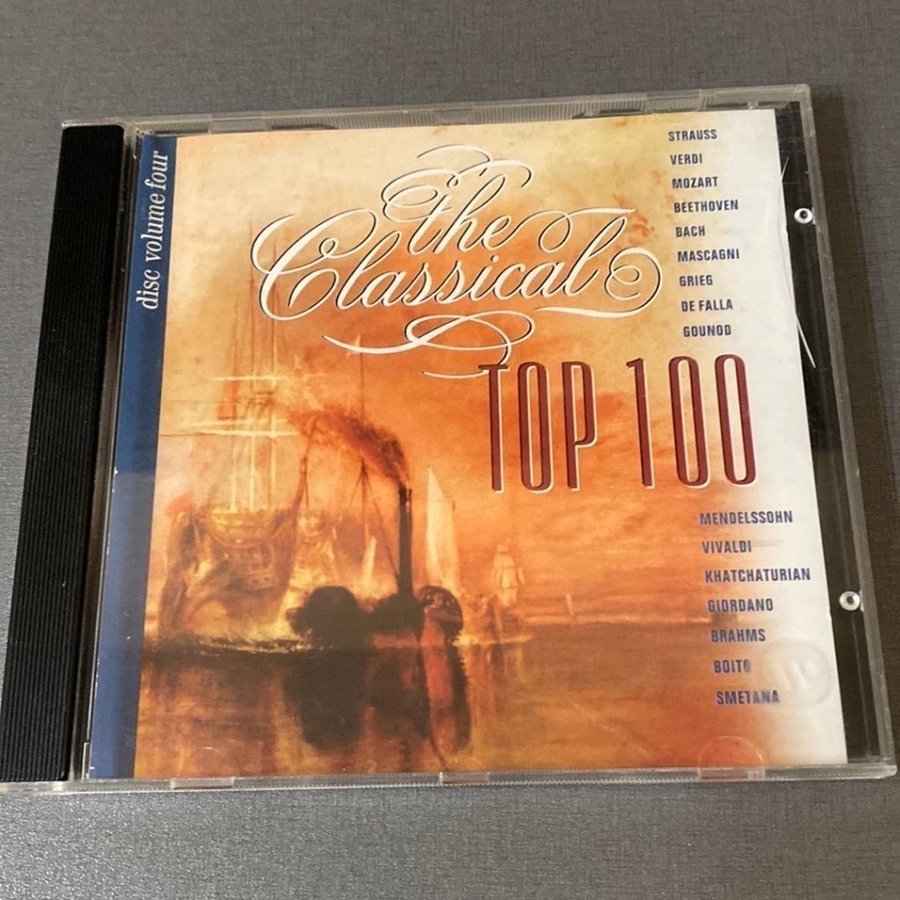 disc volume four
the
Classical
TOP 100
STRAUSS
VERDI
MOZART
BEETHOVEN
BACH
MASCAGNI
GRIEG
DE FALLA
GOUNOD
MENDELSSOHN
VIVALDI
KHATCHATURIAN
GIORDANO
BRAHMS
BOITO
SMETANA